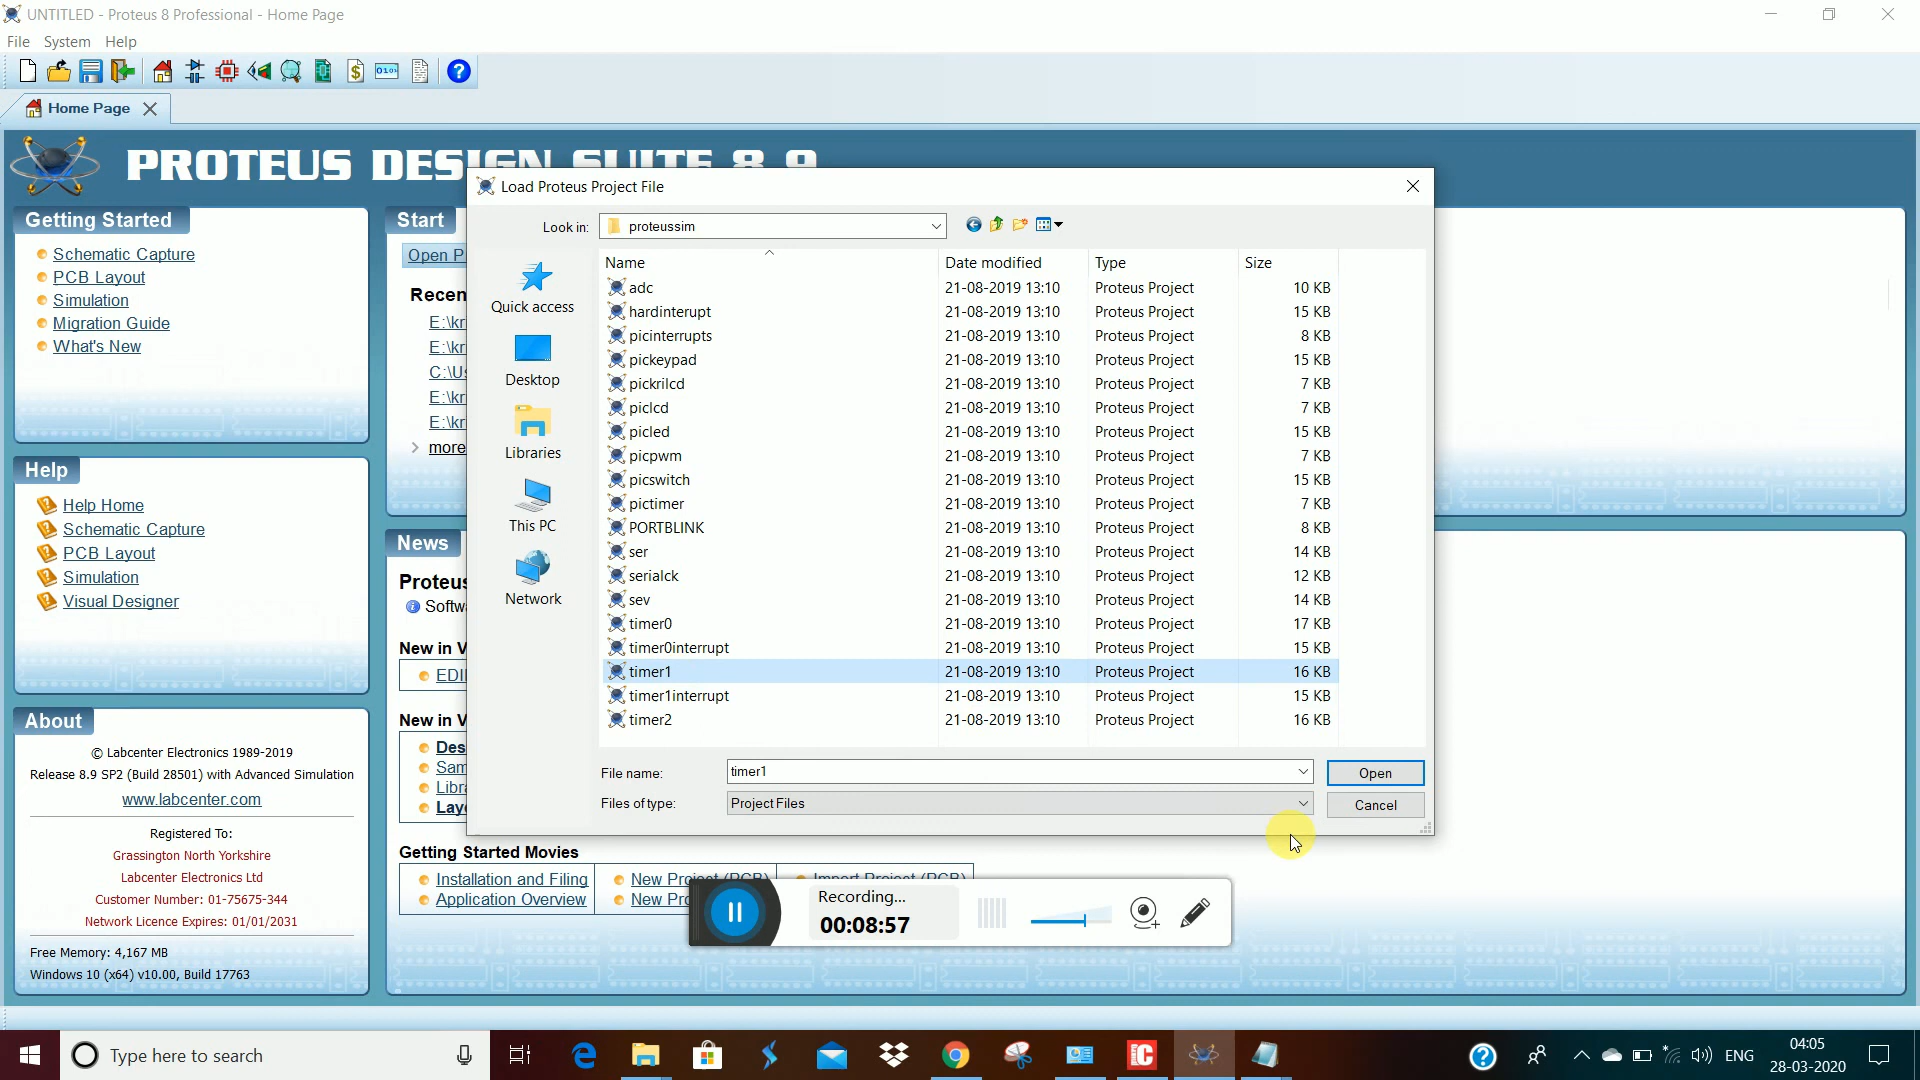 UNTITLED - Proteus 8 Professional - Home Page
File System Help
Home Page
PROTEUS DESIGN SUITE 8.9
Getting Started
Schematic Capture
PCB Layout
Simulation
Migration Guide
What's New
Help
Help Home
Schematic Capture
PCB Layout
Simulation
Visual Designer
About
© Labcenter Electronics 1989-2019
Release 8.9 SP2 (Build 28501) with Advanced Simulation
www.labcenter.com
Registered To:
Grassington North Yorkshire
Labcenter Electronics Ltd
Customer Number: 01-75675-344
Network Licence Expires: 01/01/2031
Free Memory: 4,167 MB
Windows 10 (x64) v10.00, Build 17763
Start
Open P
Recen
E:\kr
E:\kr
C:\Us
E:\kr
E:\kr
more
News
Proteus
Softwa
New in V
EDI
New in V
Des
Sam
Libra
Layo
Getting Started Movies
Installation and Filing
Application Overview
New Project (PCB)
New Pro
Import Project (PCB)
Load Proteus Project File
Look in: proteussim
Quick access
Desktop
Libraries
This PC
Network
Name Date modified Type Size
adc 21-08-2019 13:10 Proteus Project 10 KB
hardinterupt 21-08-2019 13:10 Proteus Project 15 KB
picinterrupts 21-08-2019 13:10 Proteus Project 8 KB
pickeypad 21-08-2019 13:10 Proteus Project 15 KB
pickrilcd 21-08-2019 13:10 Proteus Project 7 KB
piclcd 21-08-2019 13:10 Proteus Project 7 KB
picled 21-08-2019 13:10 Proteus Project 15 KB
picpwm 21-08-2019 13:10 Proteus Project 7 KB
picswitch 21-08-2019 13:10 Proteus Project 15 KB
pictimer 21-08-2019 13:10 Proteus Project 7 KB
PORTBLINK 21-08-2019 13:10 Proteus Project 8 KB
ser 21-08-2019 13:10 Proteus Project 14 KB
serialck 21-08-2019 13:10 Proteus Project 12 KB
sev 21-08-2019 13:10 Proteus Project 14 KB
timer0 21-08-2019 13:10 Proteus Project 17 KB
timer0interrupt 21-08-2019 13:10 Proteus Project 15 KB
timer1 21-08-2019 13:10 Proteus Project 16 KB
timer1interrupt 21-08-2019 13:10 Proteus Project 15 KB
timer2 21-08-2019 13:10 Proteus Project 16 KB
File name: timer1 Open
Files of type: Project Files Cancel
Recording...
00:08:57
Type here to search
ENG
04:05
28-03-2020